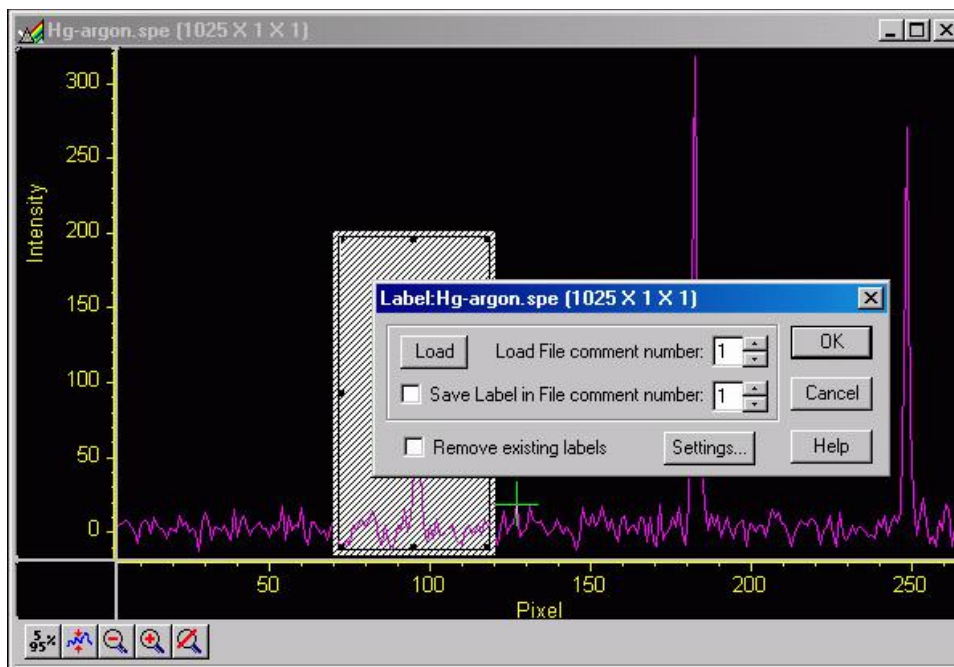 Hg-argon.spe (1025 X 1 X 1)
300
250
200
150
100
50
0
Intensity
Label:Hg-argon.spe (1025 X 1 X 1)
Load Load File comment number: 1 OK
Save Label in File comment number: 1 Cancel
Remove existing labels Settings... Help
50 100 150 200 250
Pixel
5
95%